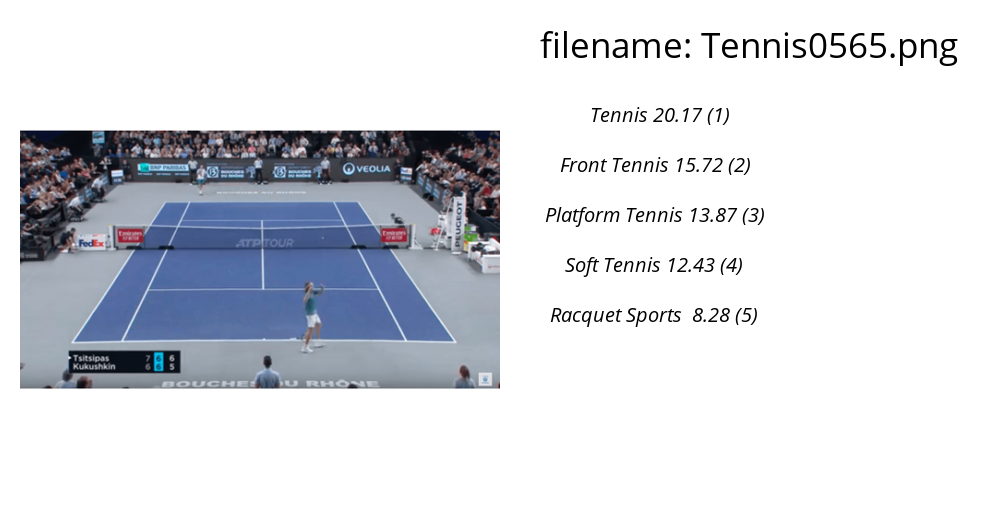 filename: Tennis0565.png
Tennis 20.17 (1)
Front Tennis 15.72 (2)
Platform Tennis 13.87 (3)
Soft Tennis 12.43 (4)
Racquet Sports 8.28 (5)
BNP PARIBAS
BOUCHES DU RHÔNE
BOUCHES DU RHÔNE
VEOLIA
FedEx
Emirates
ATP TOUR
Emirates
PEUGEOT
Tsitsipas 7 6 6
Kukushkin 6 6 5
BOUCHES DU RHÔNE